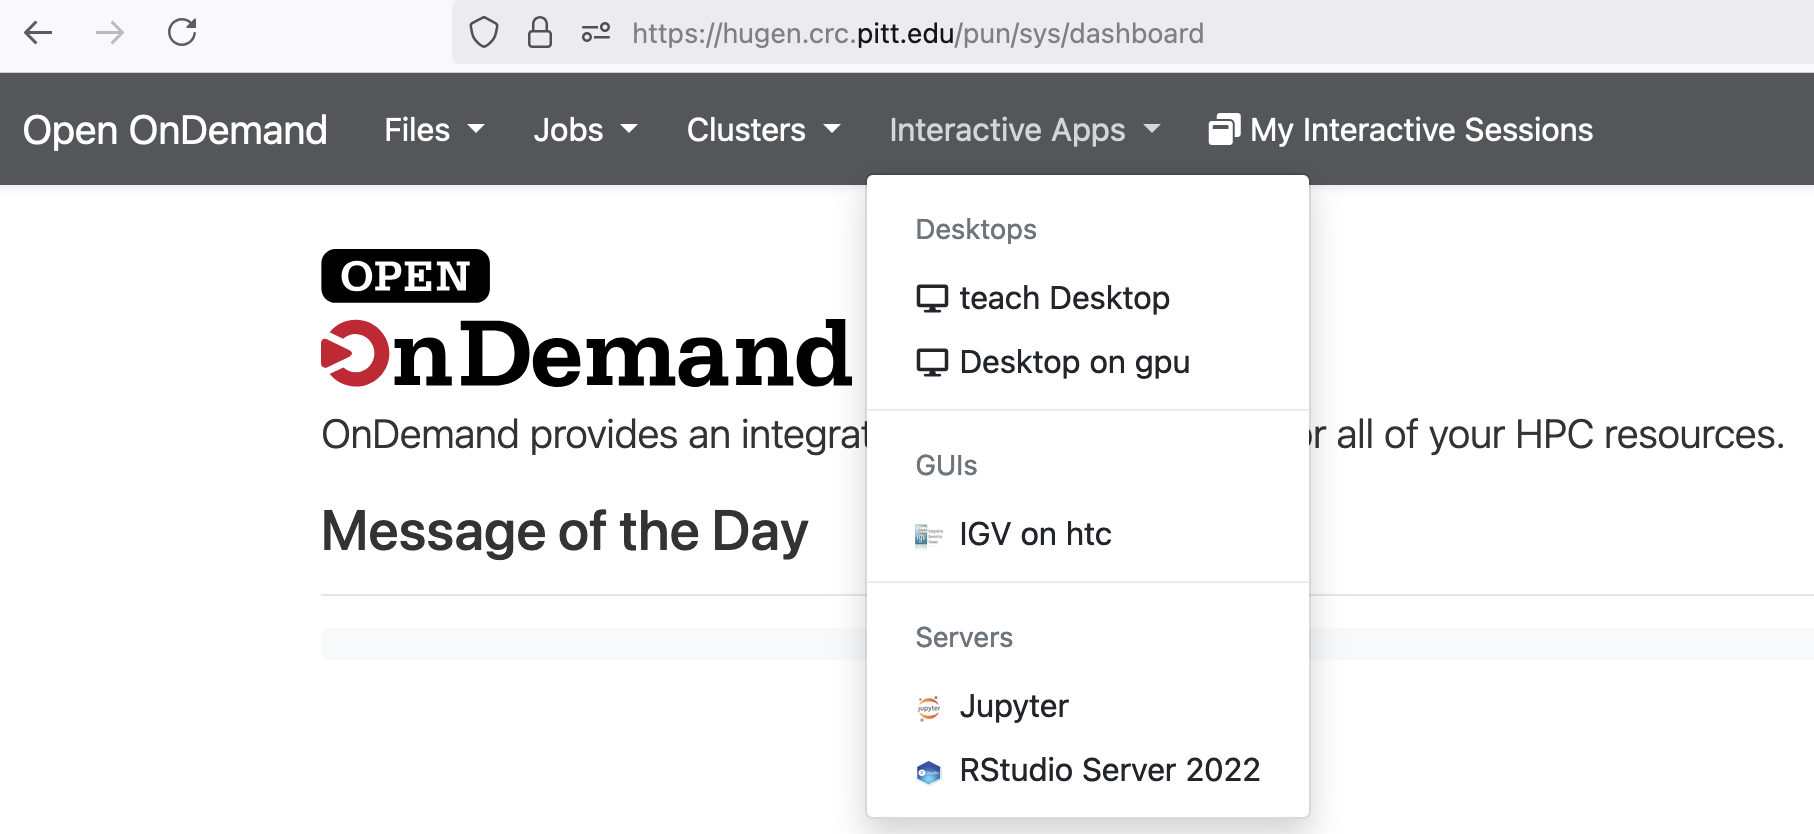 https://hugen.crc.pitt.edu/pun/sys/dashboard
Open OnDemand Files Jobs Clusters Interactive Apps My Interactive Sessions
Desktops
teach Desktop
Desktop on gpu
GUIs
IGV on htc
Servers
Jupyter
RStudio Server 2022
OPEN
OnDemand
OnDemand provides an integrat r all of your HPC resources.
Message of the Day